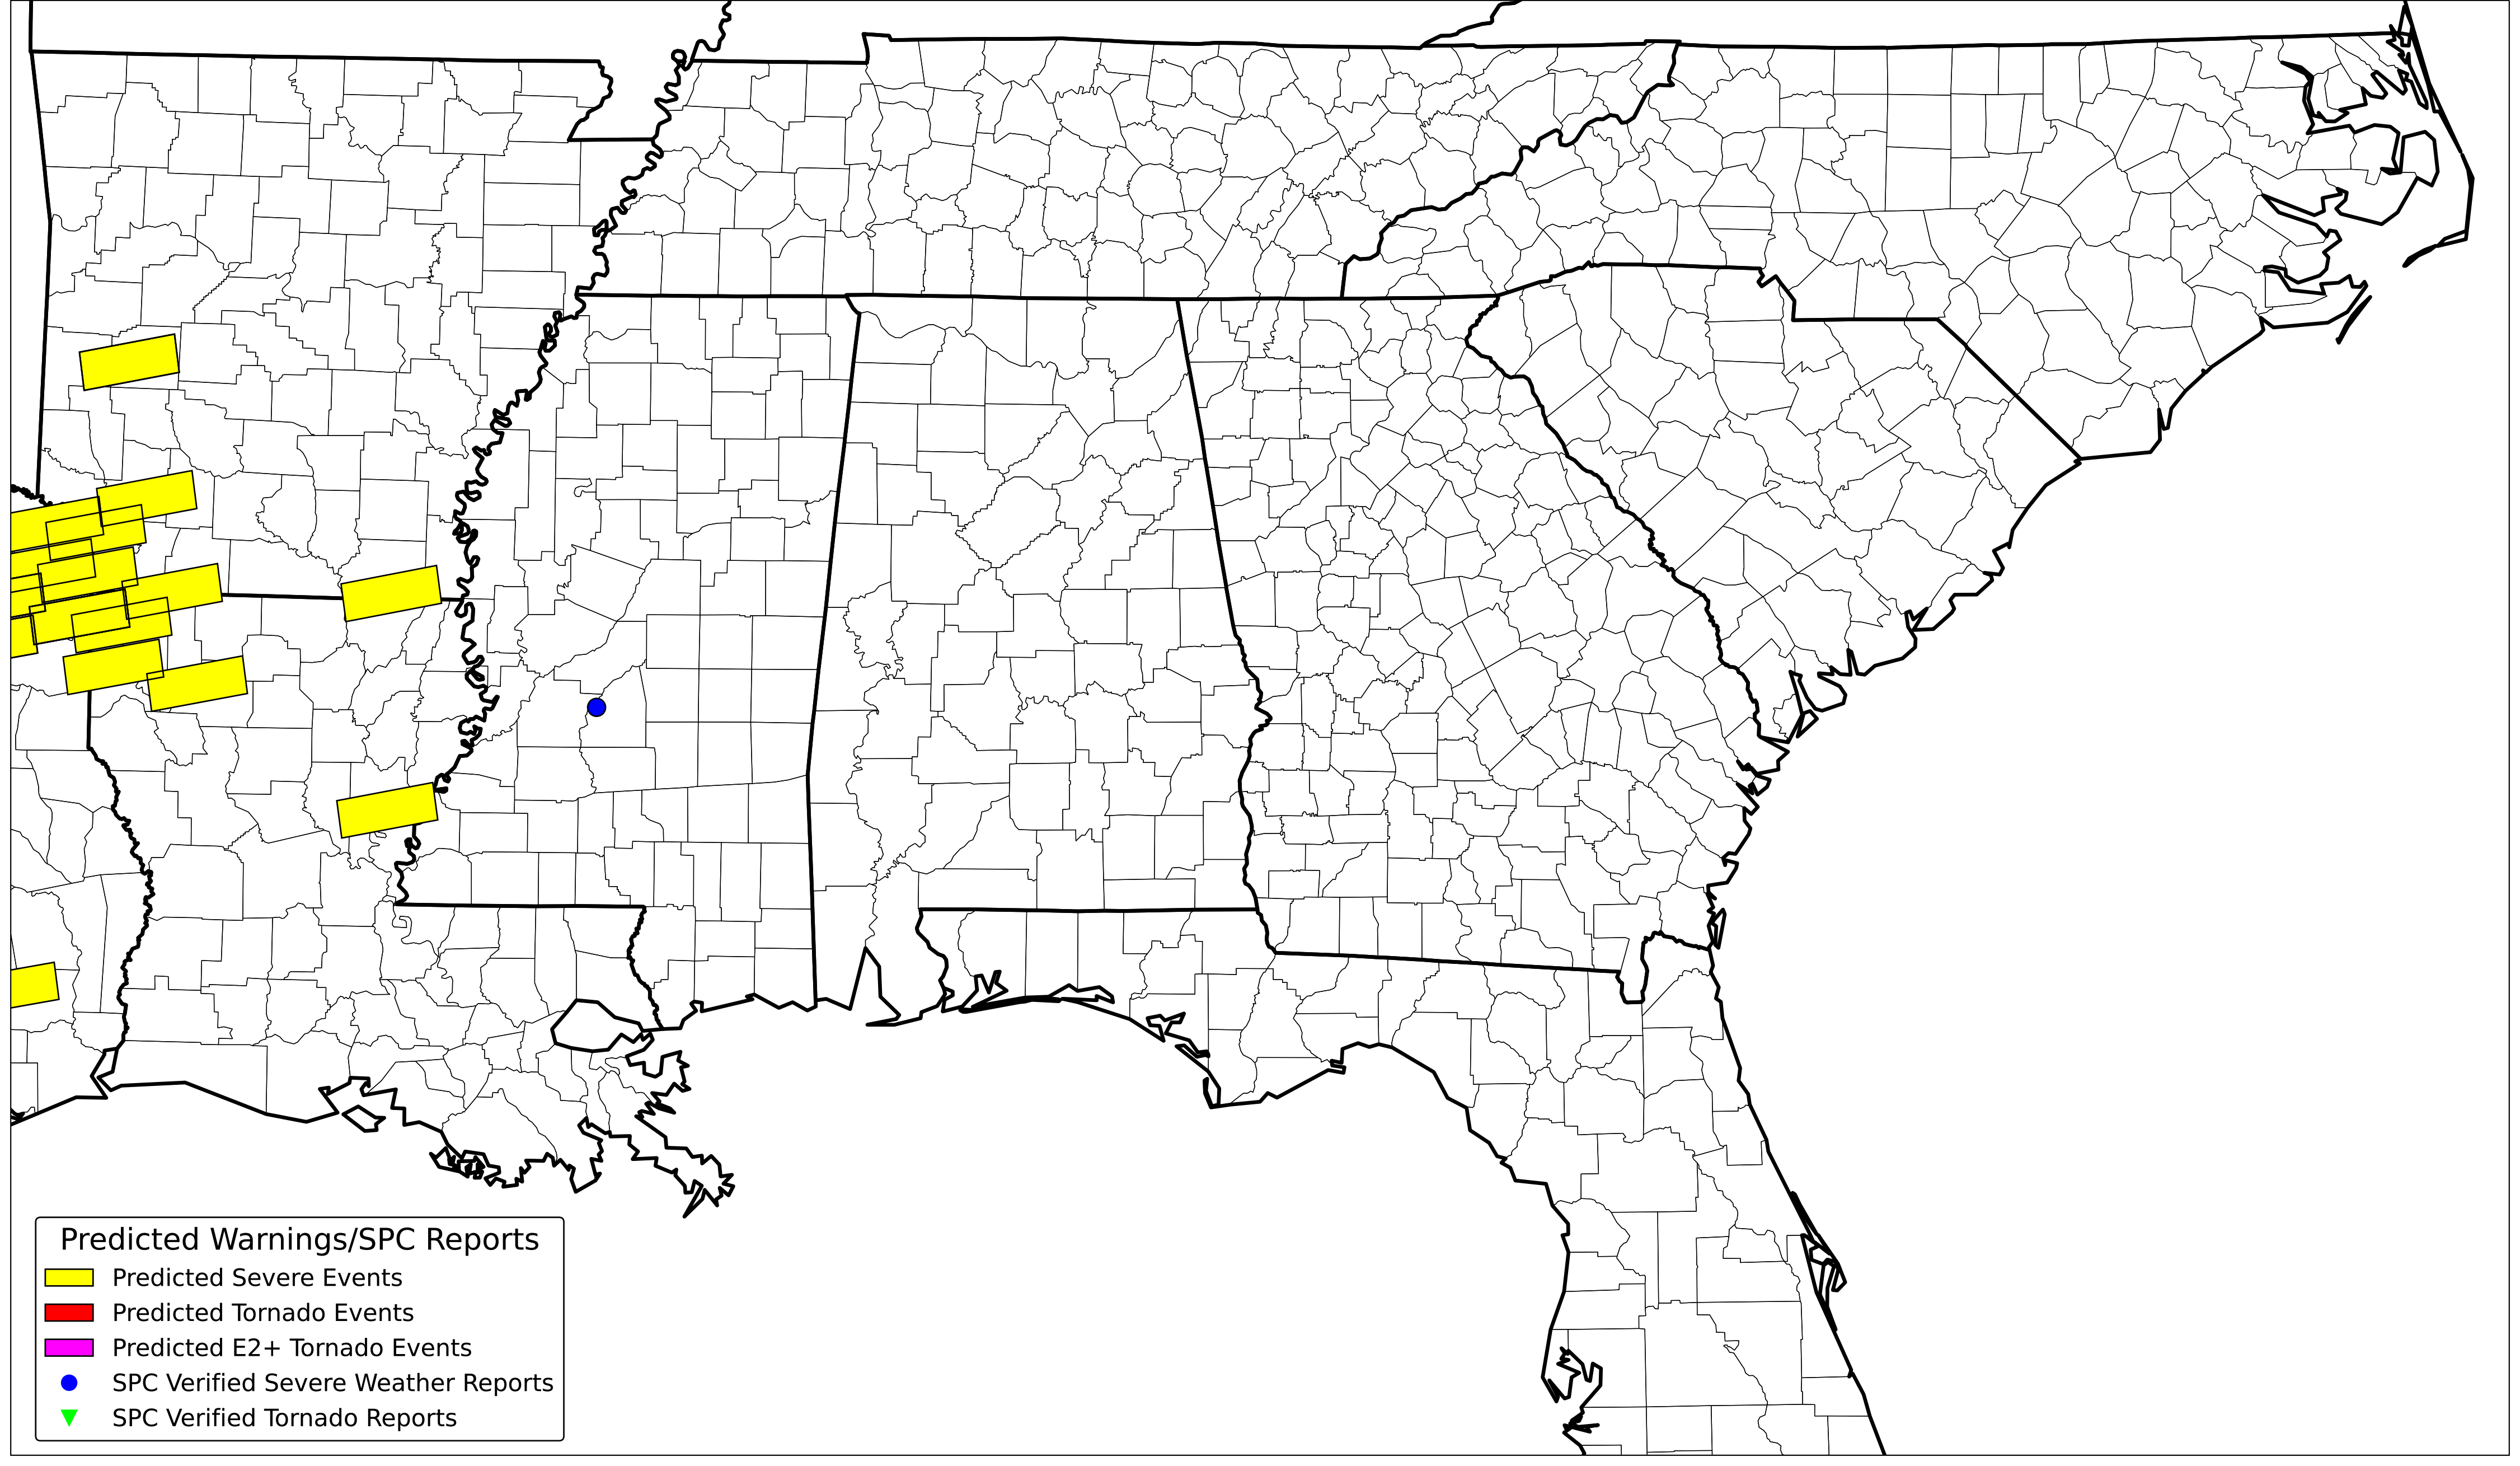 Predicted Warnings/SPC Reports
Predicted Severe Events
Predicted Tornado Events
Predicted E2+ Tornado Events
SPC Verified Severe Weather Reports
SPC Verified Tornado Reports